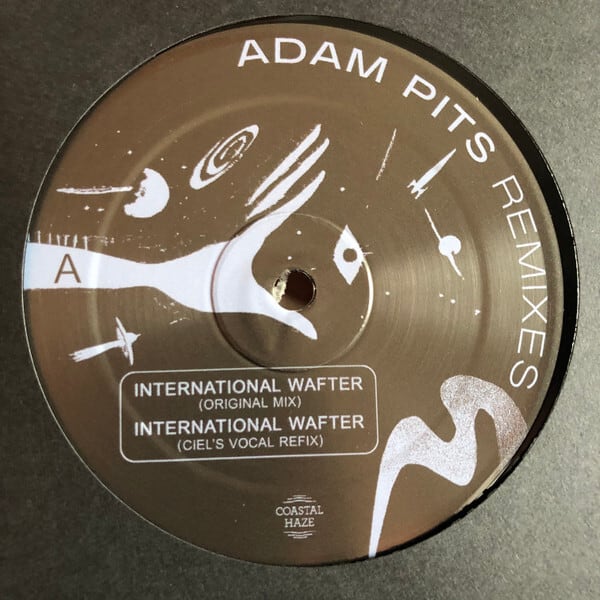 ADAM PITS REMIXES
A
INTERNATIONAL WAFTER
(ORIGINAL MIX)
INTERNATIONAL WAFTER
(CIEL'S VOCAL REFIX)
COASTAL
HAZE